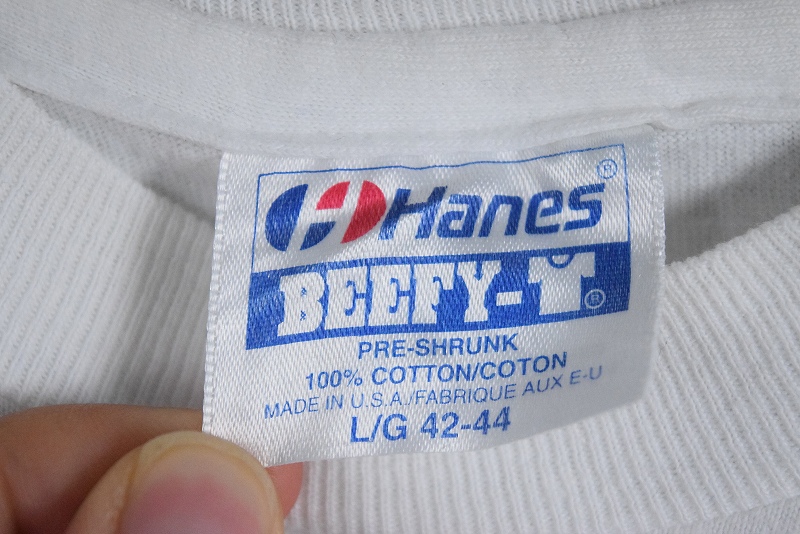 Hanes®
BEEFY-T®
PRE-SHRUNK
100% COTTON/COTON
MADE IN U.S.A./FABRIQUE AUX E-U
L/G 42-44